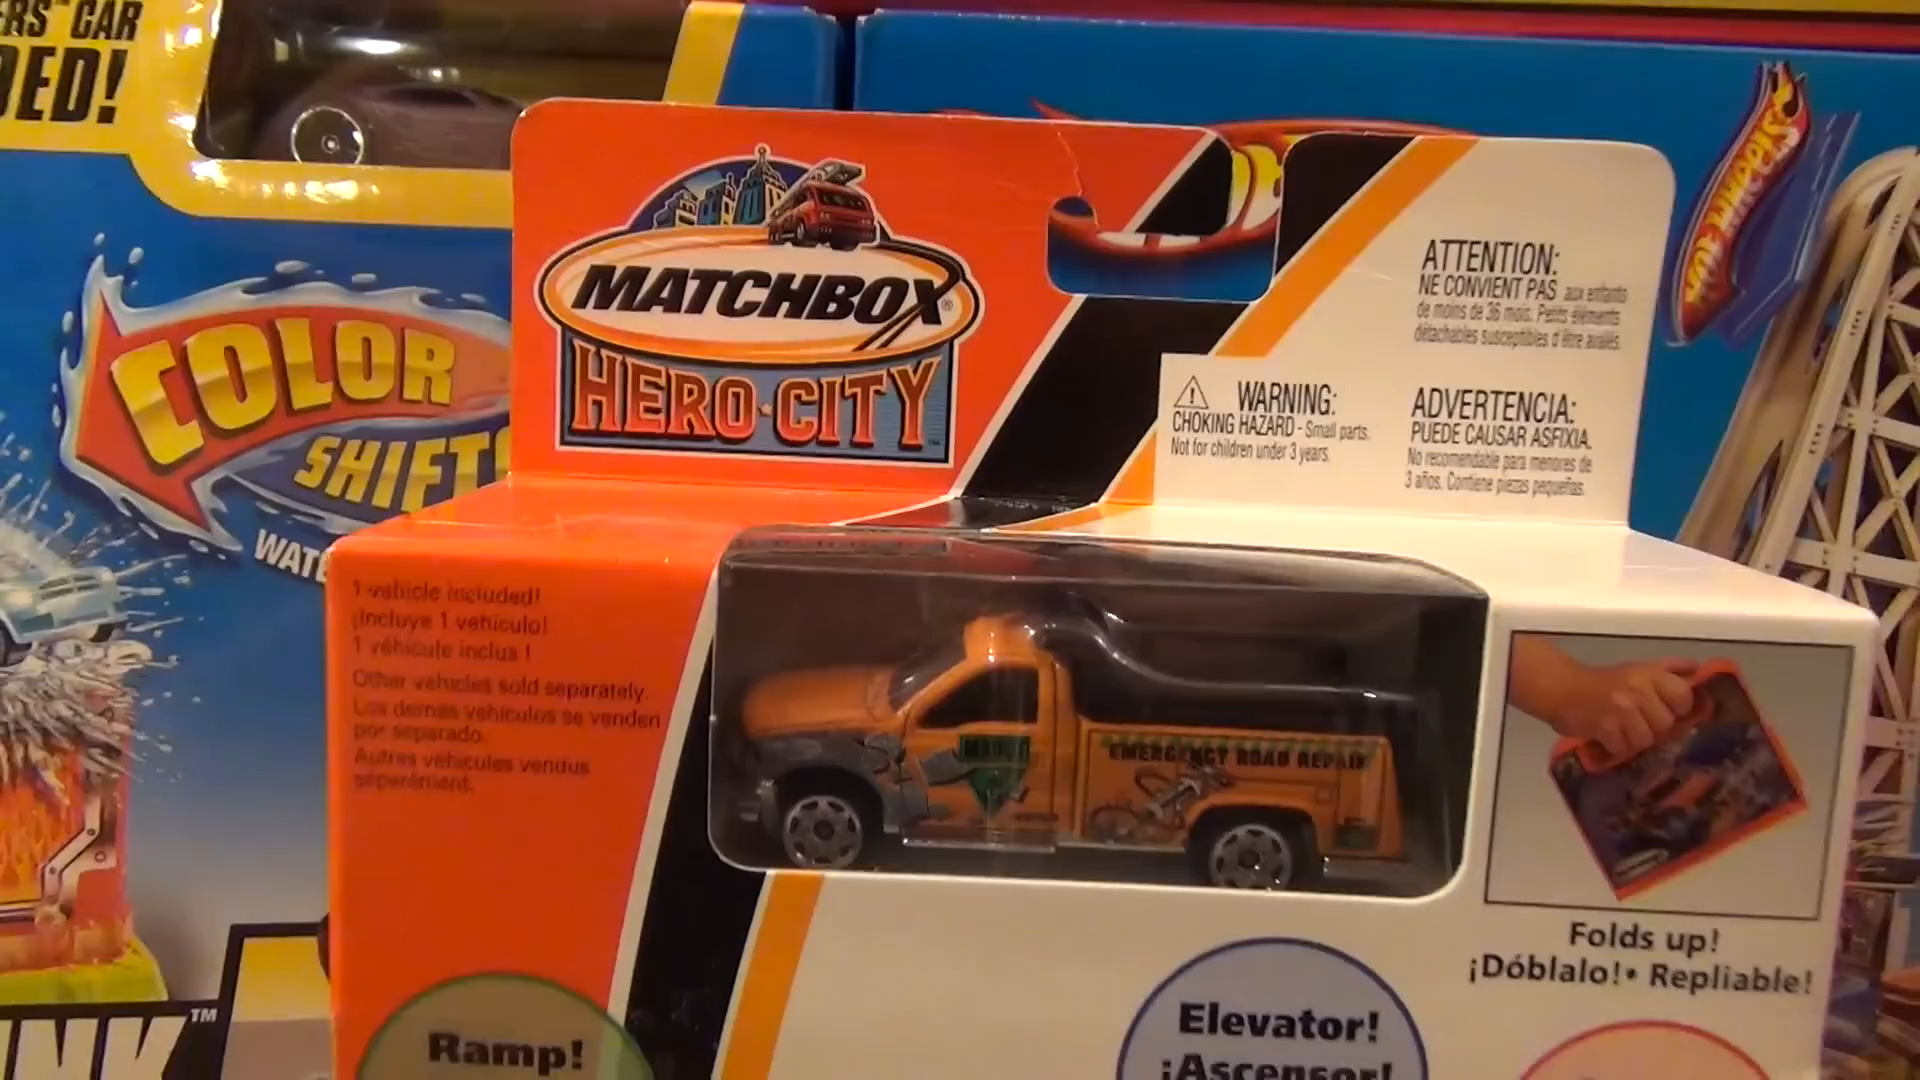 CAR
HOT WHEELS
MATCHBOX®
HERO·CITY™
ATTENTION:
NE CONVIENT PAS aux enfants
de moins de 36 mois. Petits éléments
détachables susceptibles d'être avalés.
WARNING:
CHOKING HAZARD - Small parts.
Not for children under 3 years.
ADVERTENCIA:
PUEDE CAUSAR ASFIXIA.
No recomendable para menores de
3 años. Contiene piezas pequeñas.
COLOR
SHIFT
1 vehicle included!
¡Incluye 1 vehículo!
1 véhicule inclus !
Other vehicles sold separately.
Los demás vehículos se venden
por separado.
Autres véhicules vendus
séparément.
EMERGENCY ROAD REPAIR
Folds up!
¡Dóblalo!• Repliable!
Ramp!
Elevator!
¡Ascensor!
TM